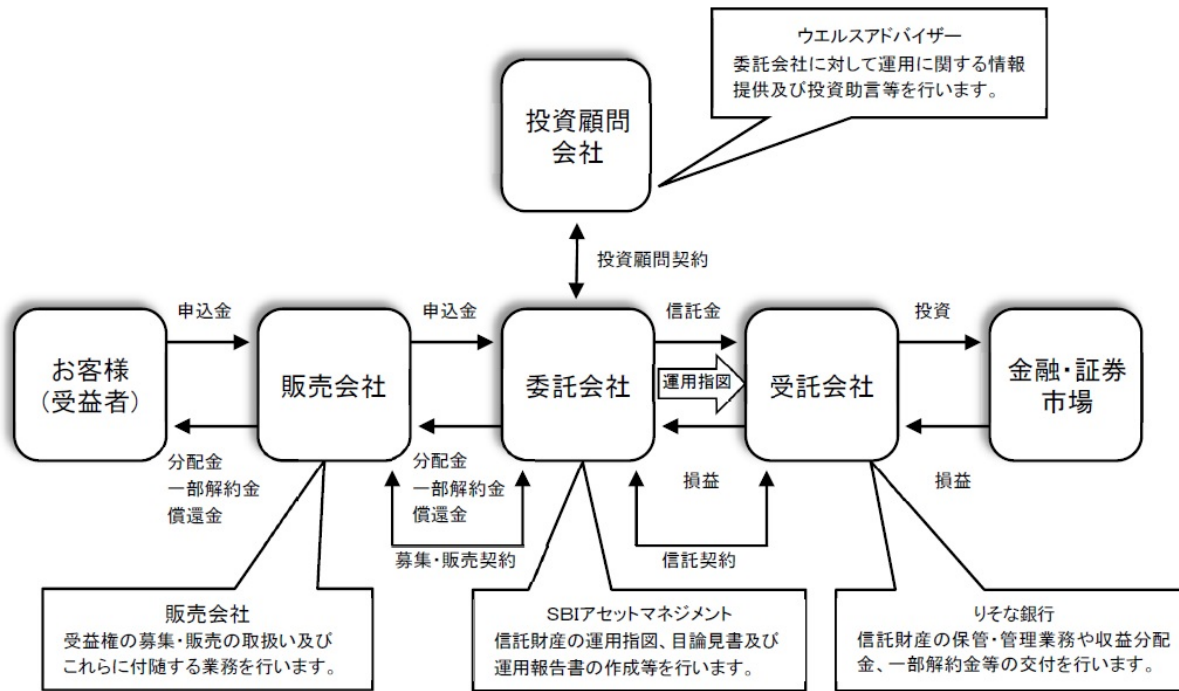 ウエルスアドバイザー
委託会社に対して運用に関する情報
提供及び投資助言等を行います。
投資顧問
会社
投資顧問契約
申込金
申込金
信託金
投資
お客様
(受益者)
販売会社
委託会社
運用指図
受託会社
金融・証券
市場
分配金
一部解約金
償還金
分配金
一部解約金
償還金
損益
損益
募集・販売契約
信託契約
販売会社
受益権の募集・販売の取扱い及び
これらに付随する業務を行います。
SBIアセットマネジメント
信託財産の運用指図、目論見書及び
運用報告書の作成等を行います。
りそな銀行
信託財産の保管・管理業務や収益分配
金、一部解約金等の交付を行います。